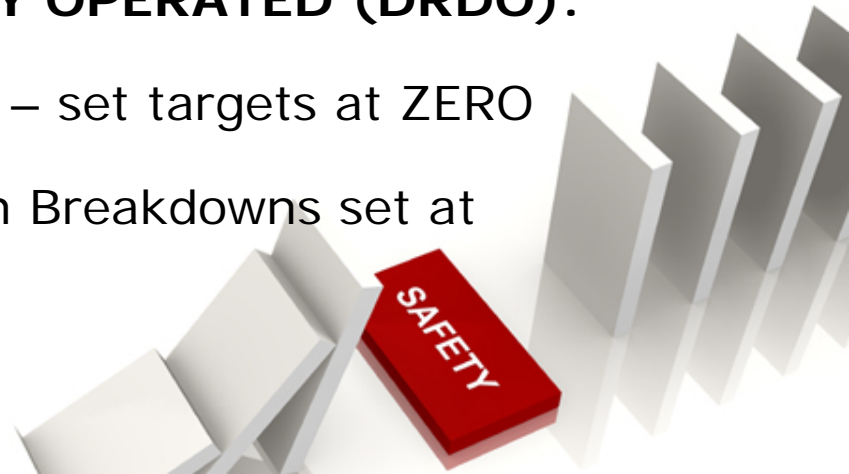 Y OPERATED (DRDO):
– set targets at ZERO
n Breakdowns set at
SAFETY